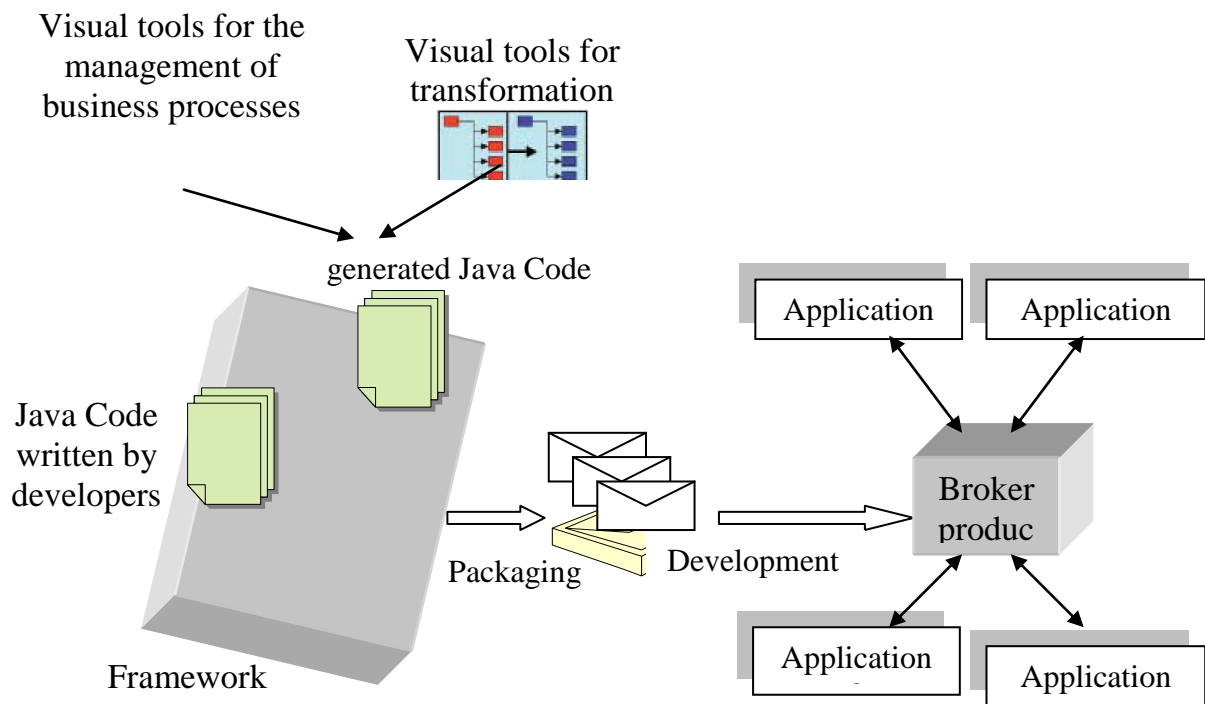 Visual tools for the
management of
business processes
Visual tools for
transformation
generated Java Code
Java Code
written by
developers
Framework
Packaging
Development
Application
Application
Broker
produc
Application
Application